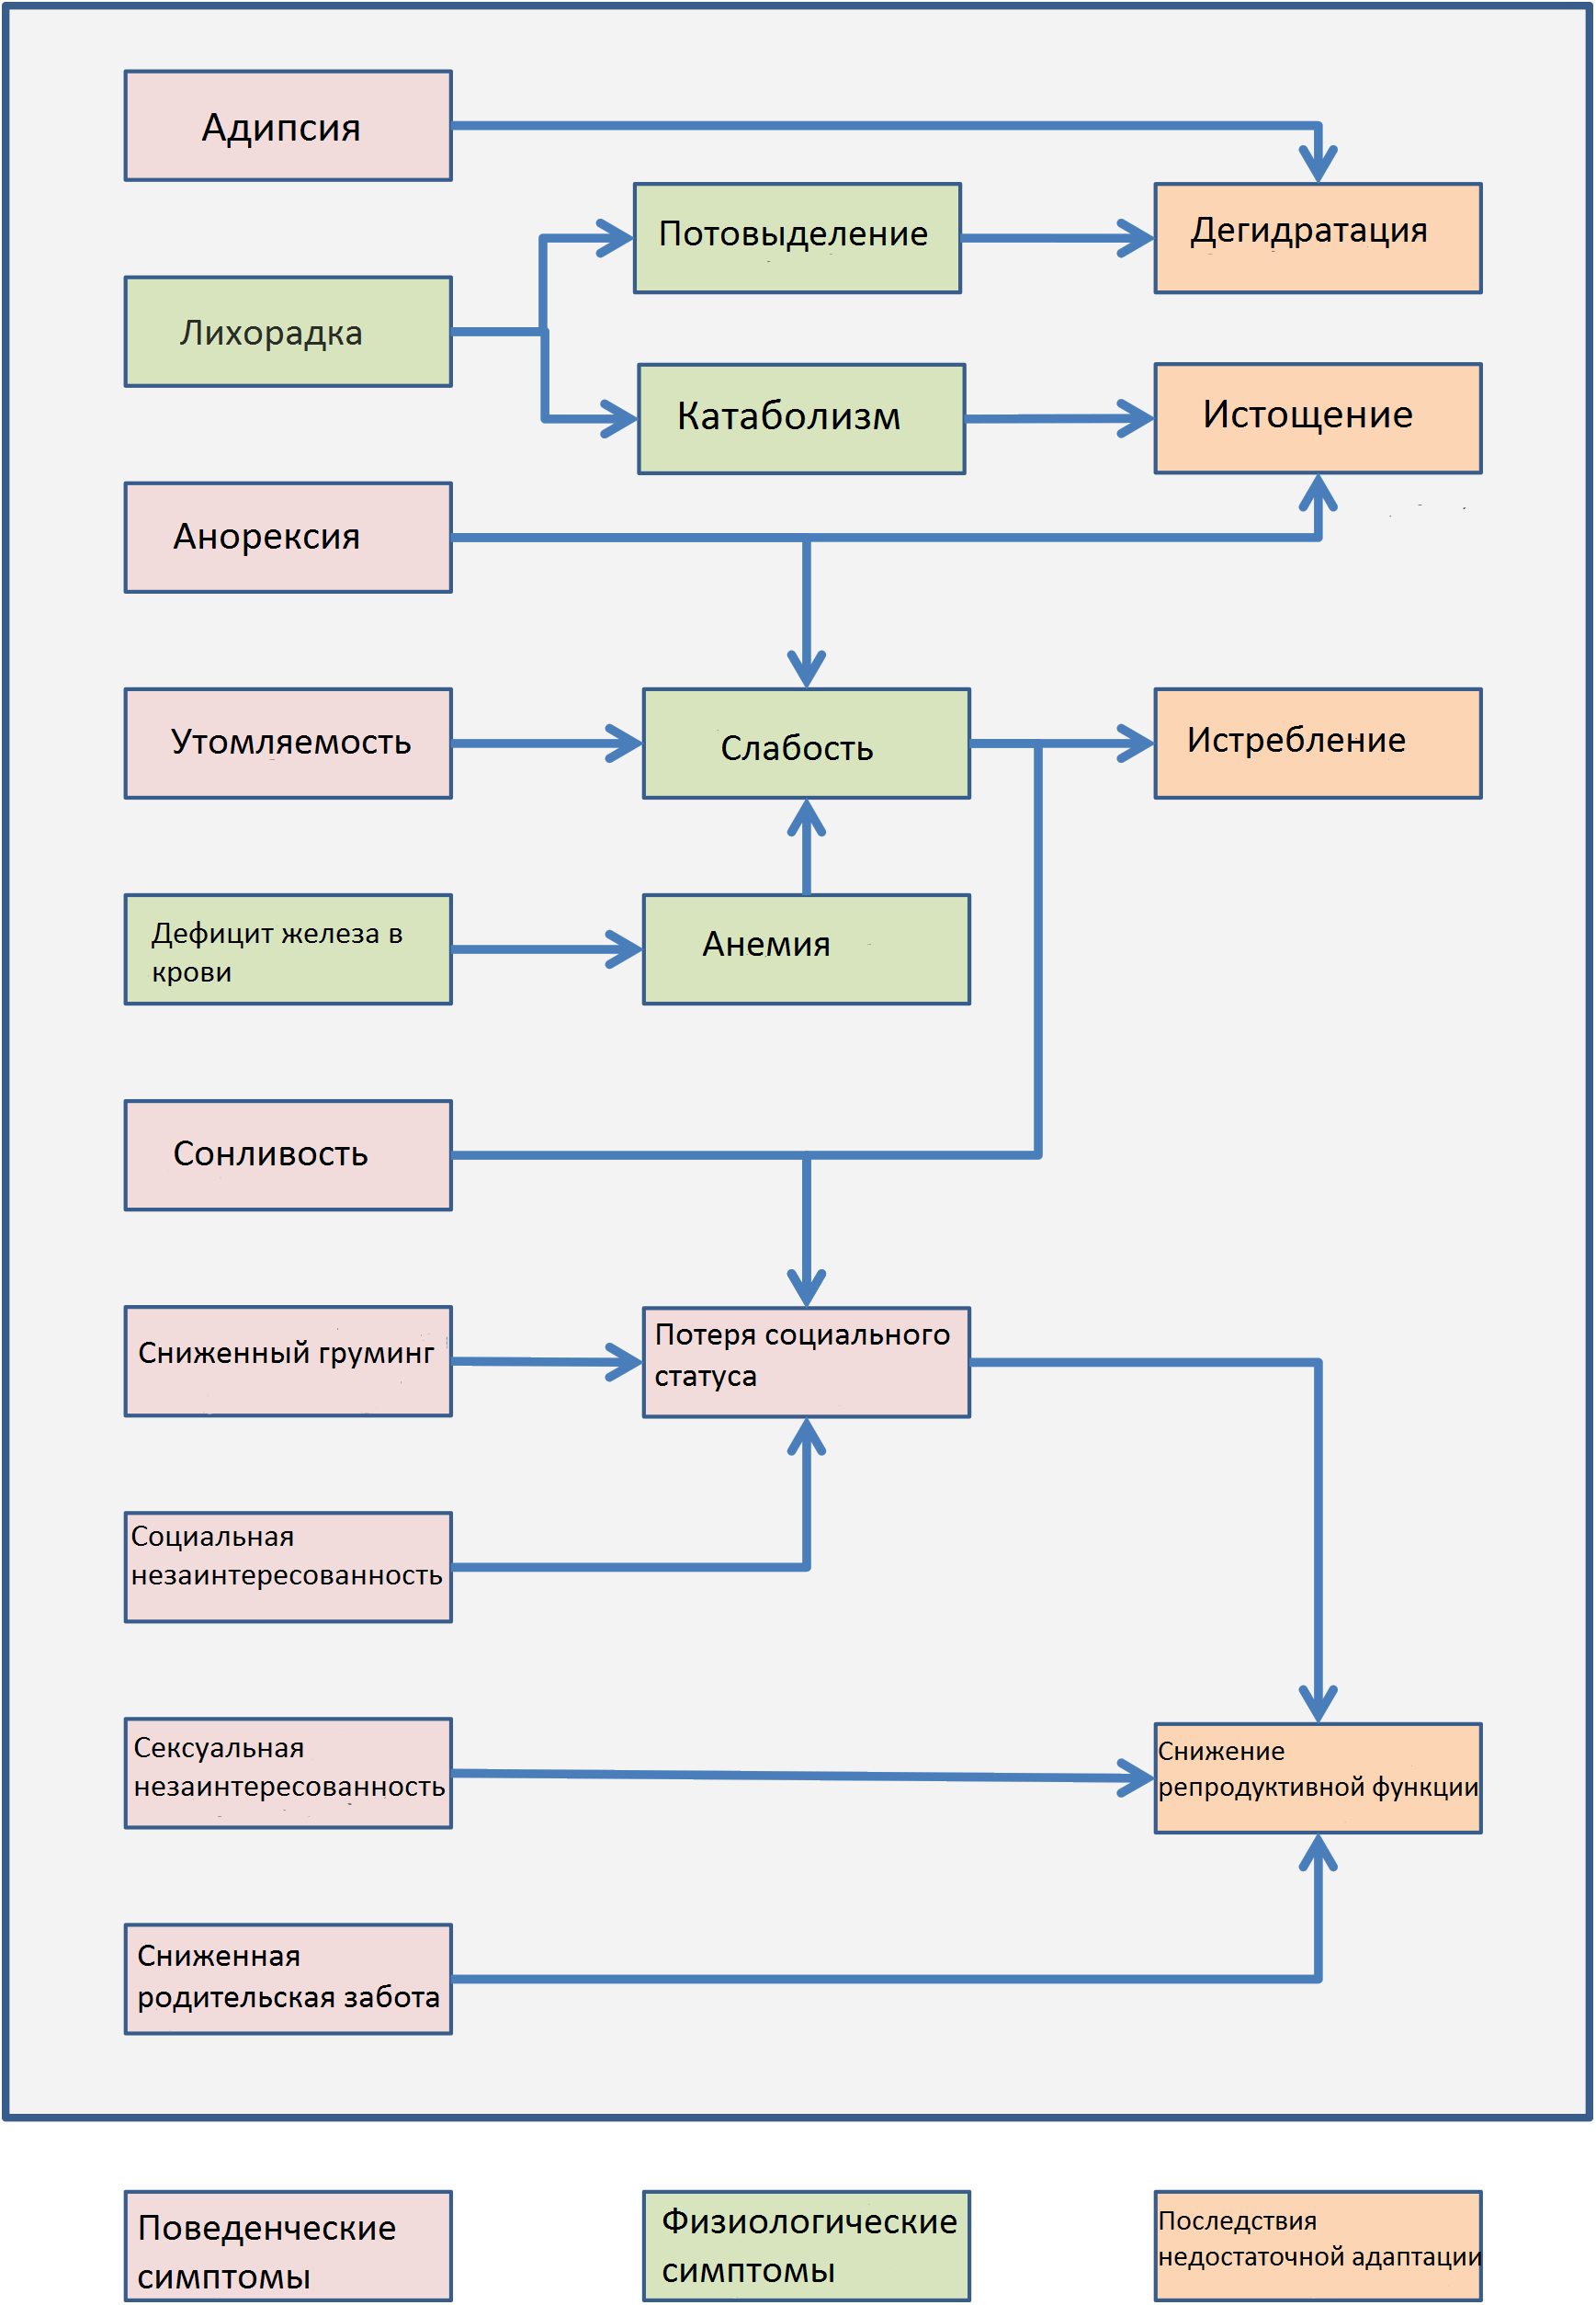 Адипсия
Потовыделение
Дегидратация
Лихорадка
Катаболизм
Истощение
Анорексия
Утомляемость
Слабость
Истребление
Дефицит железа в
крови
Анемия
Сонливость
Сниженный груминг
Потеря социального
статуса
Социальная
незаинтересованность
Сексуальная
незаинтересованность
Снижение
репродуктивной функции
Сниженная
родительская забота
Поведенческие
симптомы
Физиологические
симптомы
Последствия
недостаточной адаптации